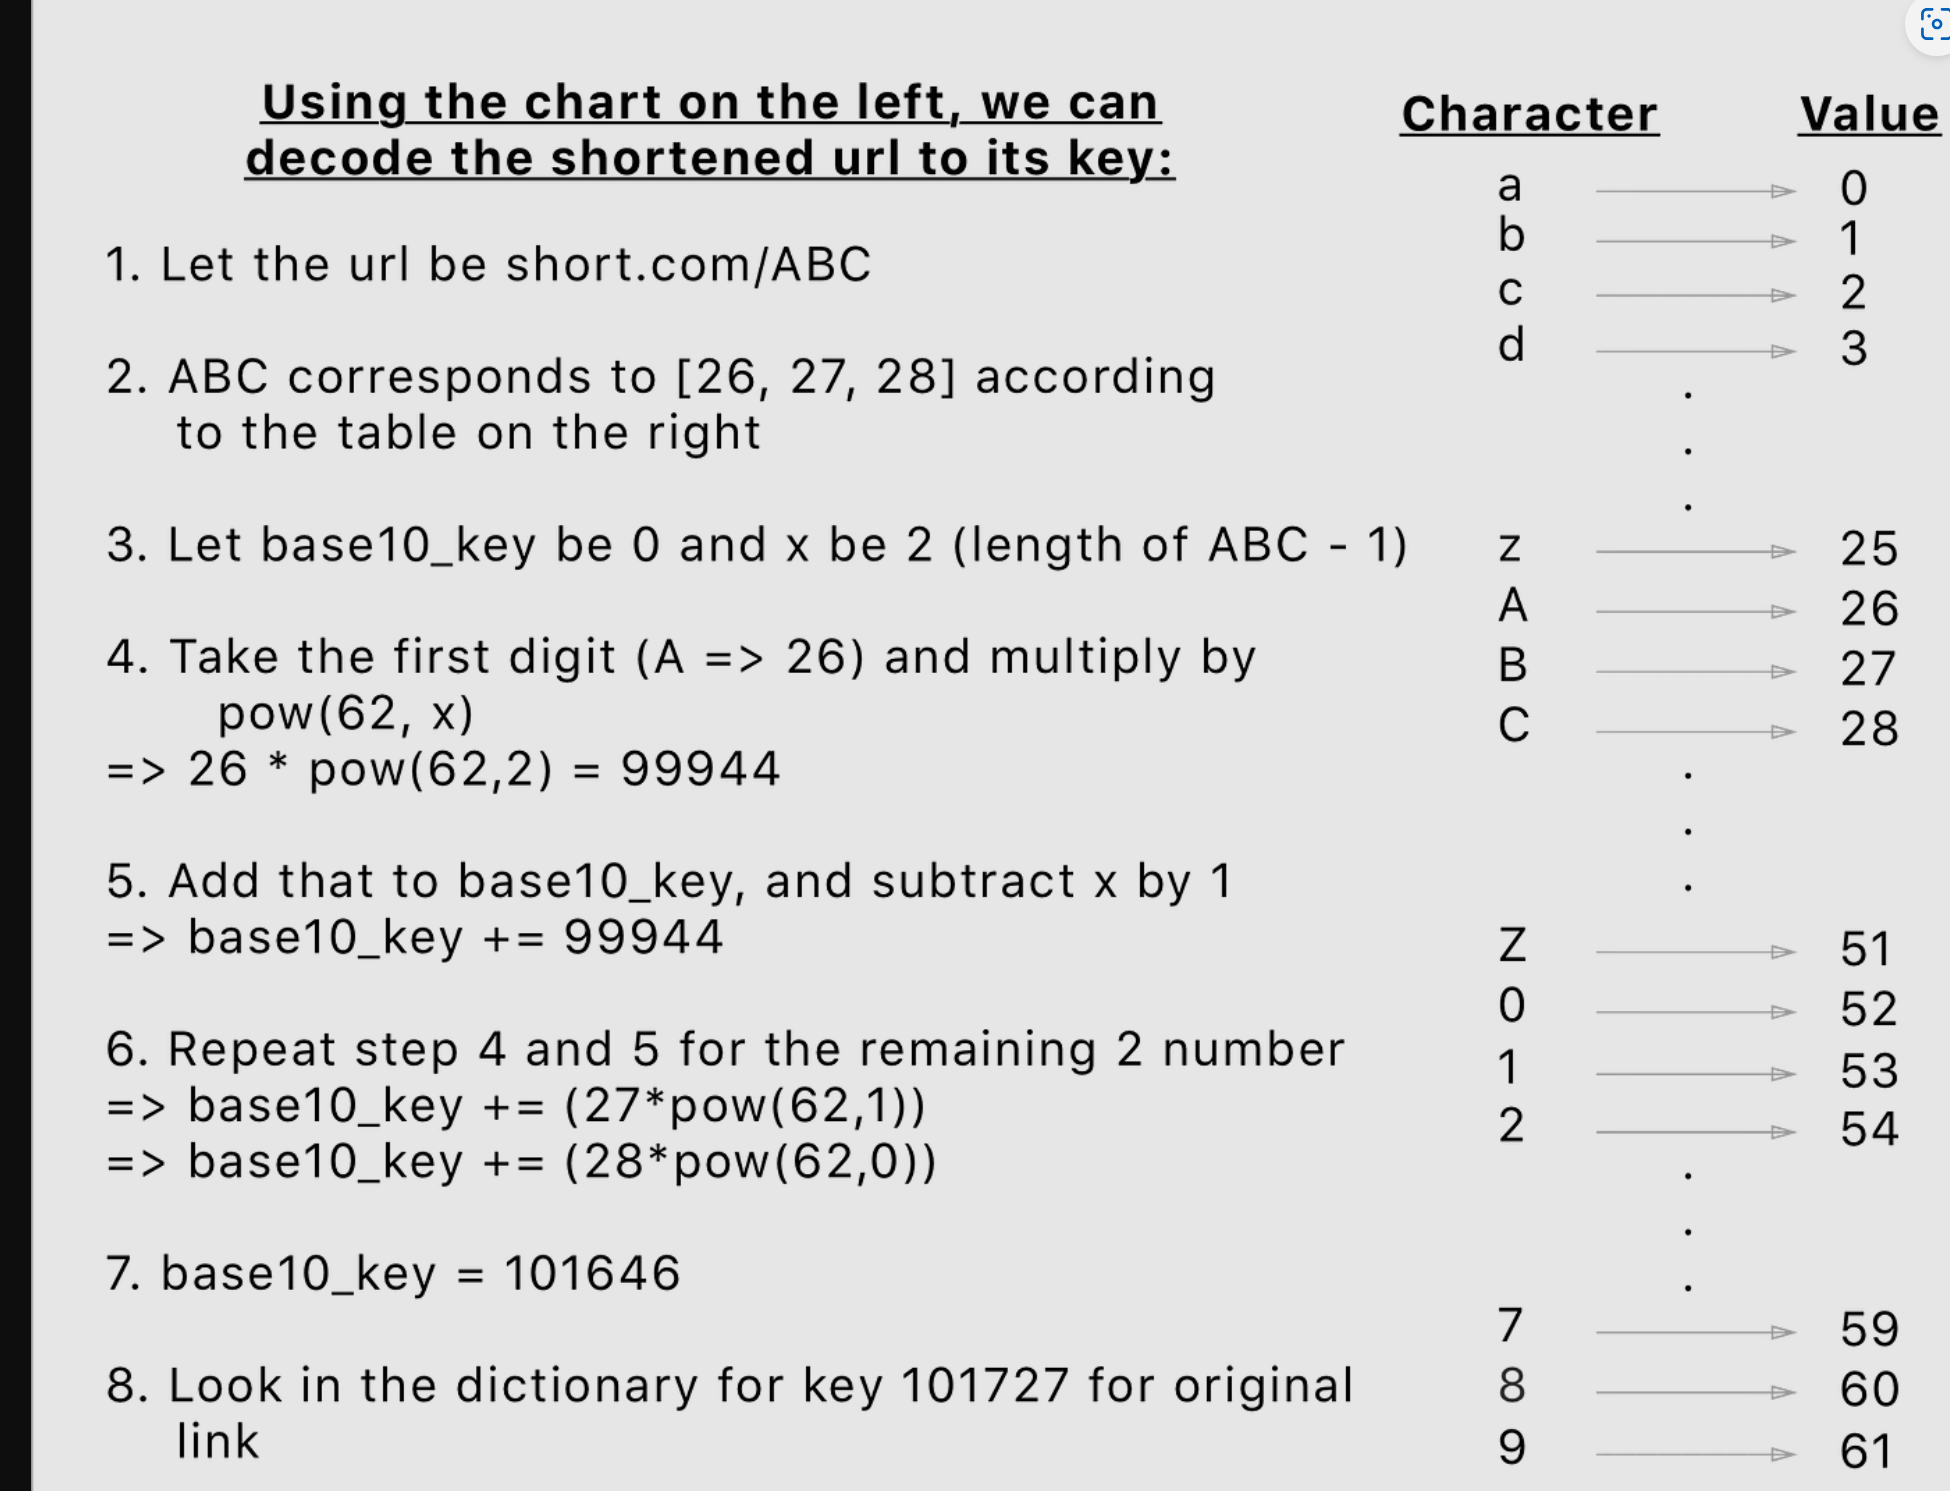 Using the chart on the left, we can
decode the shortened url to its key:
1. Let the url be short.com/ABC
2. ABC corresponds to [26, 27, 28] according
to the table on the right
3. Let base10_key be 0 and x be 2 (length of ABC - 1)
4. Take the first digit (A => 26) and multiply by
pow(62, x)
=> 26 * pow(62,2) = 99944
5. Add that to base10_key, and subtract x by 1
=> base10_key += 99944
6. Repeat step 4 and 5 for the remaining 2 number
=> base10_key += (27*pow(62,1))
=> base10_key += (28*pow(62,0))
7. base10_key = 101646
8. Look in the dictionary for key 101727 for original
link
Character Value
a 0
b 1
c 2
d 3
.
.
.
z 25
A 26
B 27
C 28
.
.
.
Z 51
0 52
1 53
2 54
.
.
.
7 59
8 60
9 61